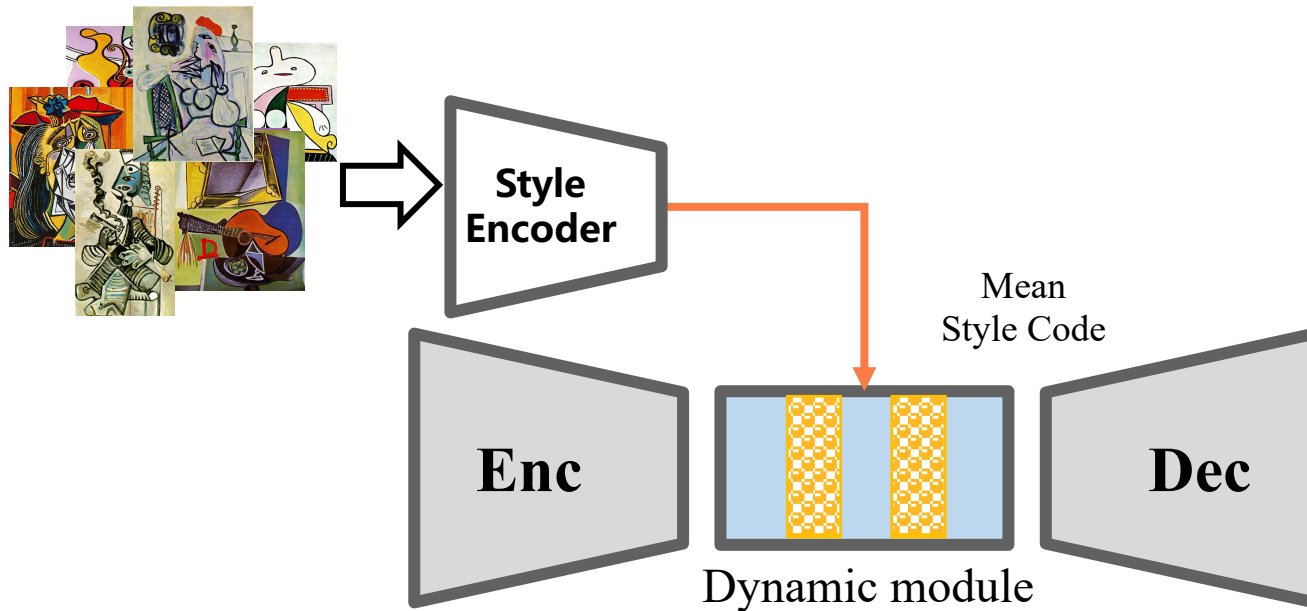 Style
Encoder
Mean
Style Code
Enc
Dec
Dynamic module